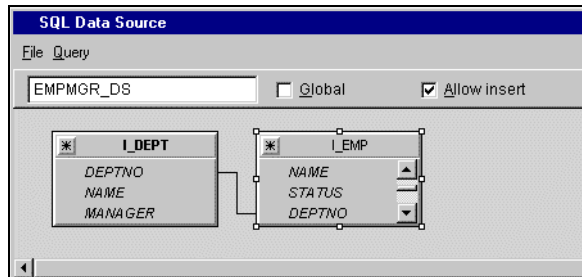 SQL Data Source
File Query
EMPMGR_DS Global Allow insert
I_DEPT I_EMP
DEPTNO NAME
NAME STATUS
MANAGER DEPTNO